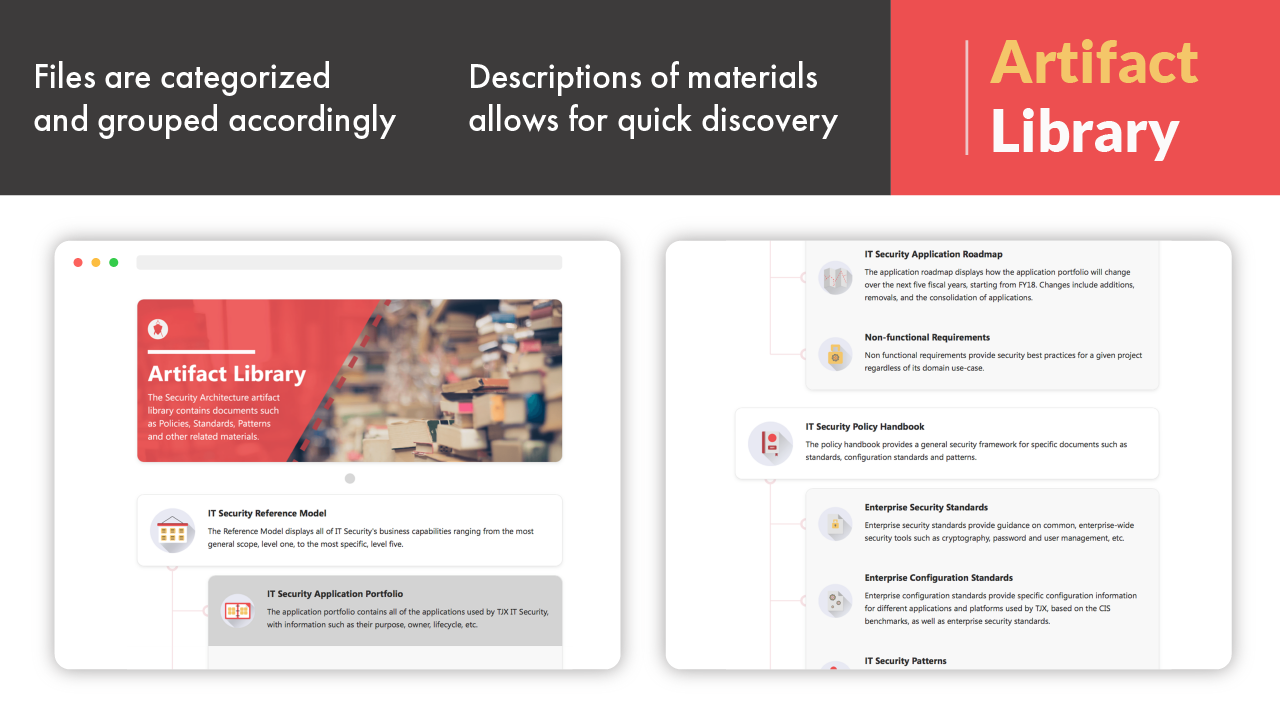 Files are categorized
and grouped accordingly
Descriptions of materials
allows for quick discovery
Artifact
Library
Artifact Library
The Security Architecture artifact
library contains documents such
as Policies, Standards, Patterns
and other related materials.
IT Security Reference Model
The Reference Model displays all of IT Security's business capabilities ranging from the most
general scope, level one, to the most specific, level five.
IT Security Application Portfolio
The application portfolio contains all of the applications used by TJX IT Security,
with information such as their purpose, owner, lifecycle, etc.
IT Security Application Roadmap
The application roadmap displays how the application portfolio will change
over the next five fiscal years, starting from FY18. Changes include additions,
removals, and the consolidation of applications.
Non-functional Requirements
Non functional requirements provide security best practices for a given project
regardless of its domain use-case.
IT Security Policy Handbook
The policy handbook provides a general security framework for specific documents such as
standards, configuration standards and patterns.
Enterprise Security Standards
Enterprise security standards provide guidance on common, enterprise-wide
security tools such as cryptography, password and user management, etc.
Enterprise Configuration Standards
Enterprise configuration standards provide specific configuration information
for different applications and platforms used by TJX, based on the CIS
benchmarks, as well as enterprise security standards.
IT Security Patterns